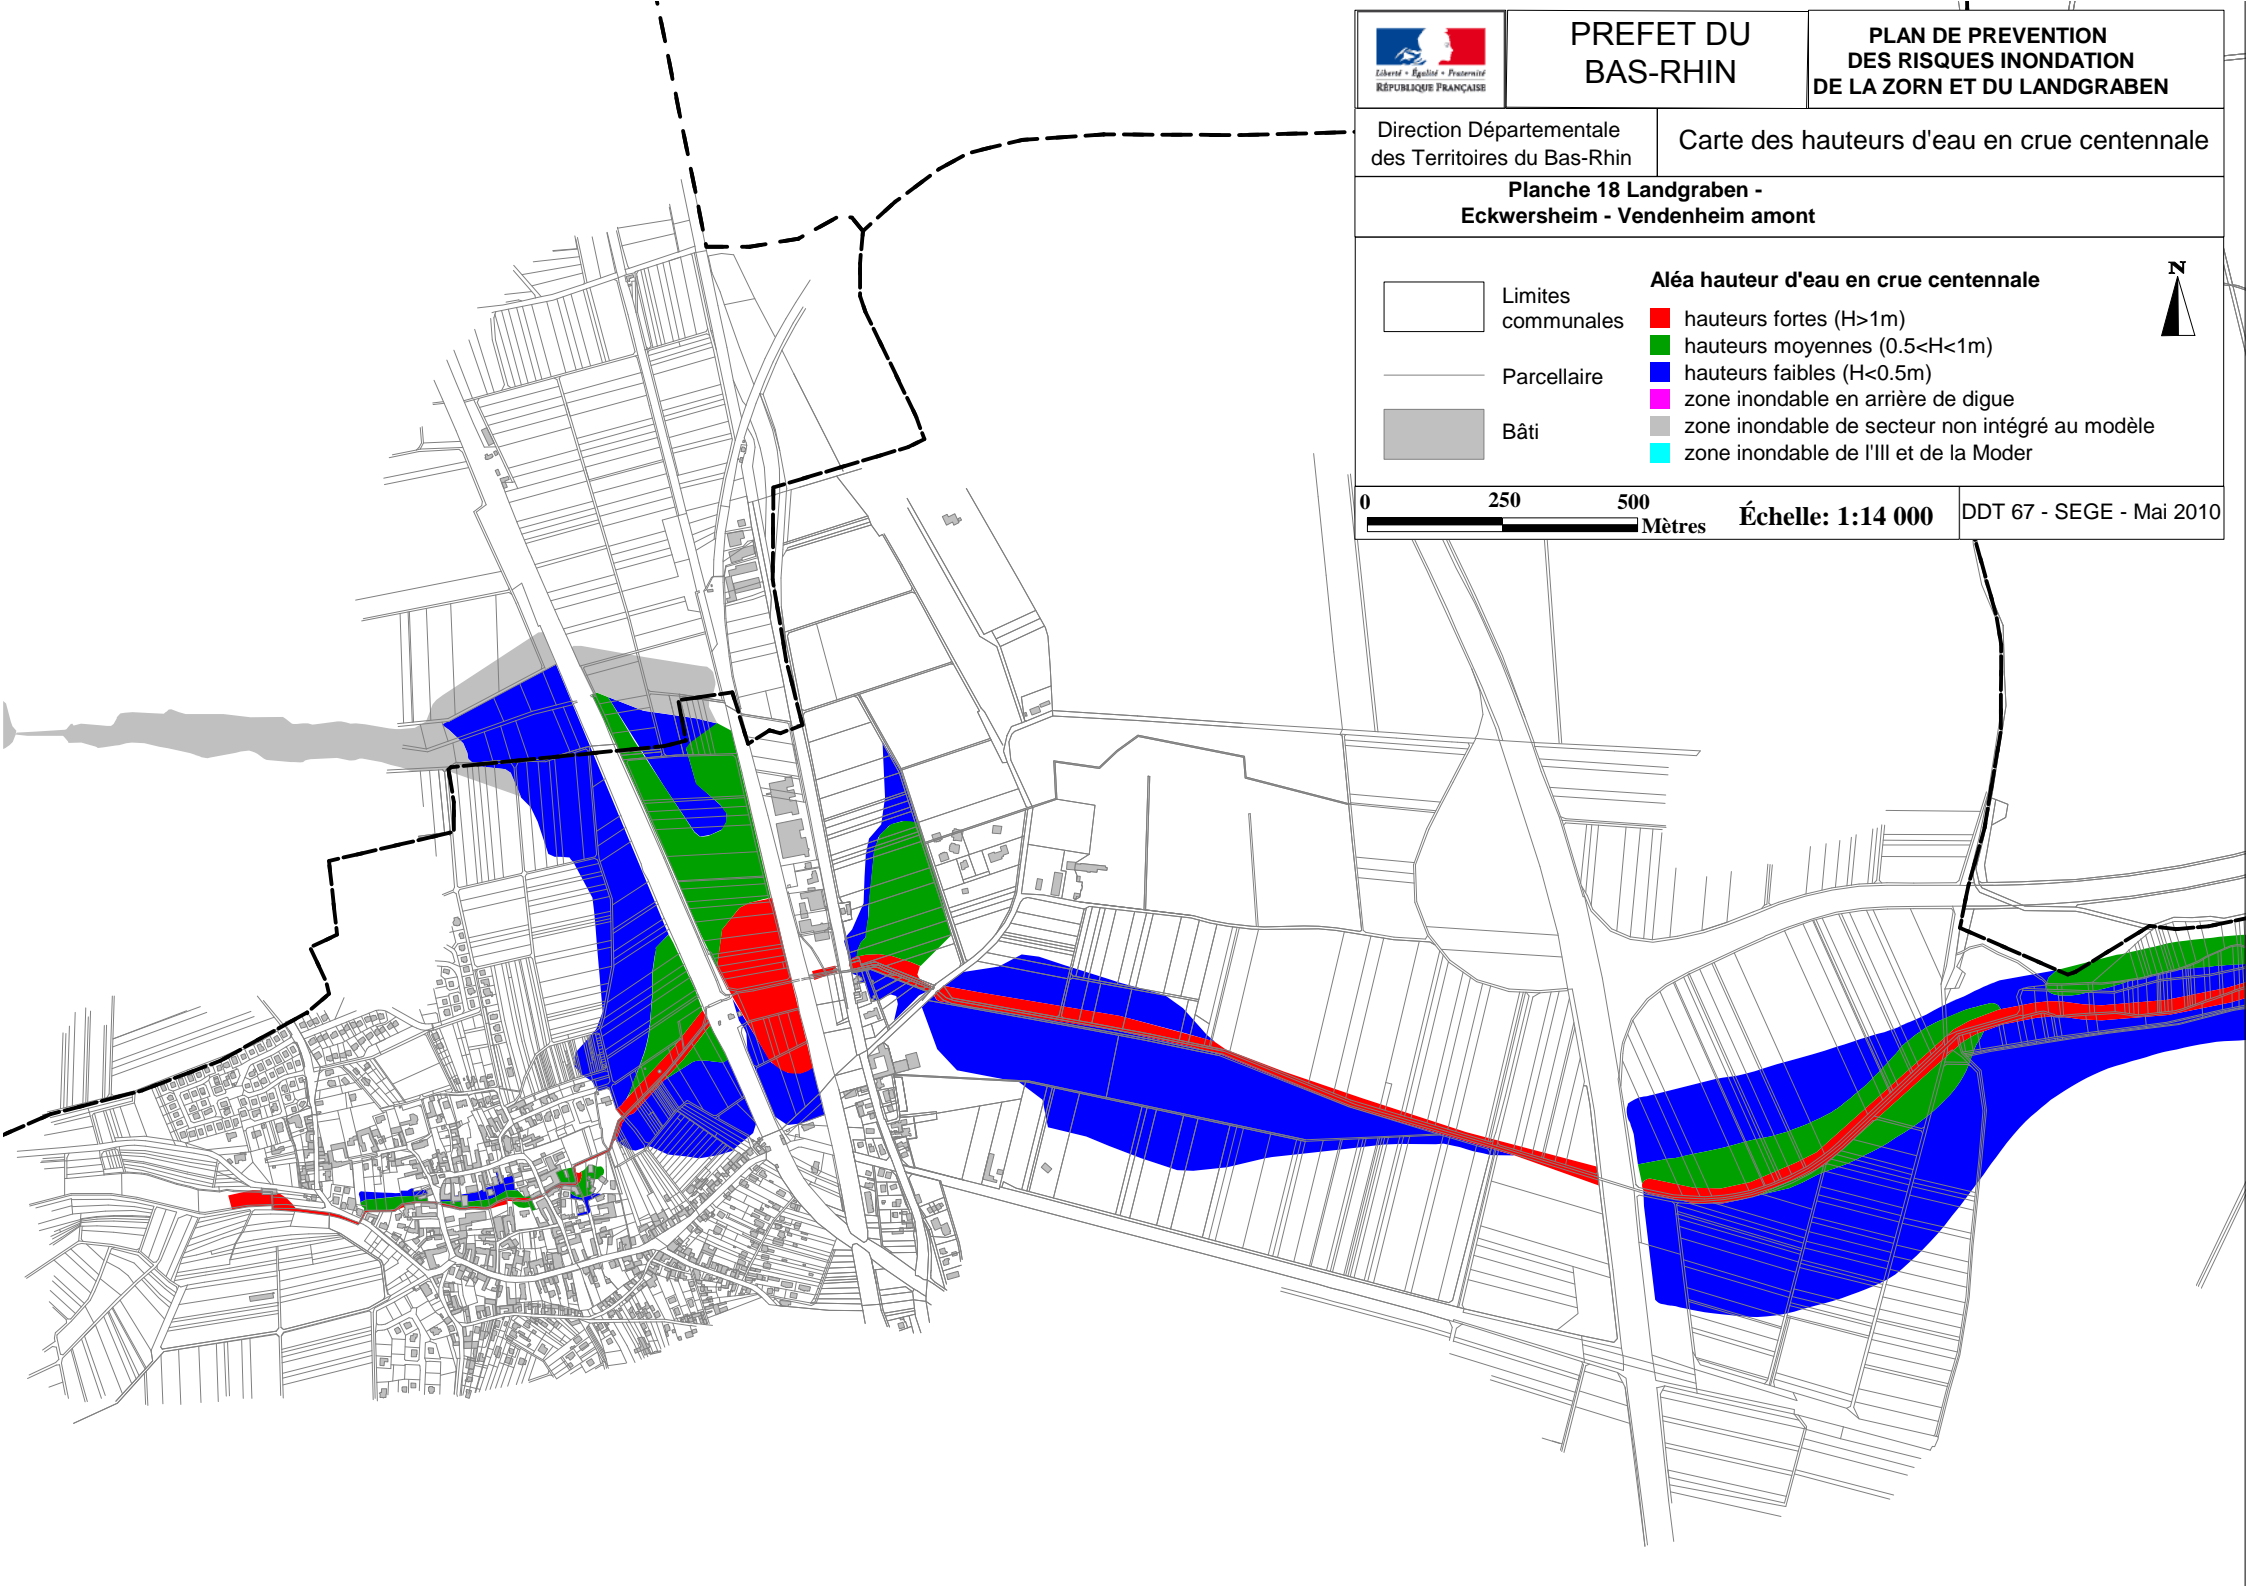 Liberté • Égalité • Fraternité
RÉPUBLIQUE FRANÇAISE
PREFET DU
BAS-RHIN
PLAN DE PREVENTION
DES RISQUES INONDATION
DE LA ZORN ET DU LANDGRABEN
Direction Départementale
des Territoires du Bas-Rhin
Carte des hauteurs d'eau en crue centennale
Planche 18 Landgraben -
Eckwersheim - Vendenheim amont
Limites
communales
Parcellaire
Bâti
Aléa hauteur d'eau en crue centennale
hauteurs fortes (H>1m)
hauteurs moyennes (0.5<H<1m)
hauteurs faibles (H<0.5m)
zone inondable en arrière de digue
zone inondable de secteur non intégré au modèle
zone inondable de l'Ill et de la Moder
N
0 250 500
Mètres
Échelle: 1:14 000
DDT 67 - SEGE - Mai 2010